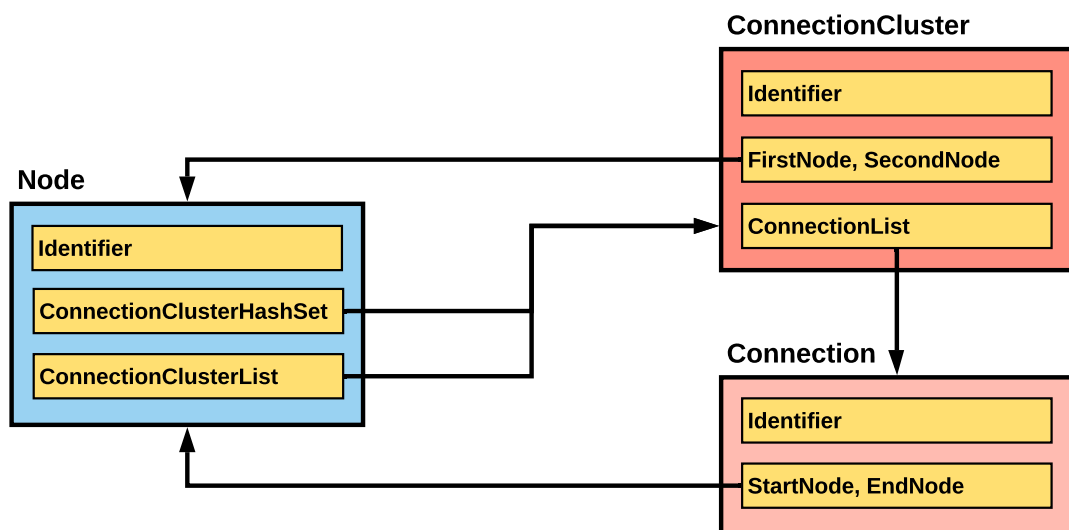 ConnectionCluster
Identifier
FirstNode, SecondNode
ConnectionList
Node
Identifier
ConnectionClusterHashSet
ConnectionClusterList
Connection
Identifier
StartNode, EndNode